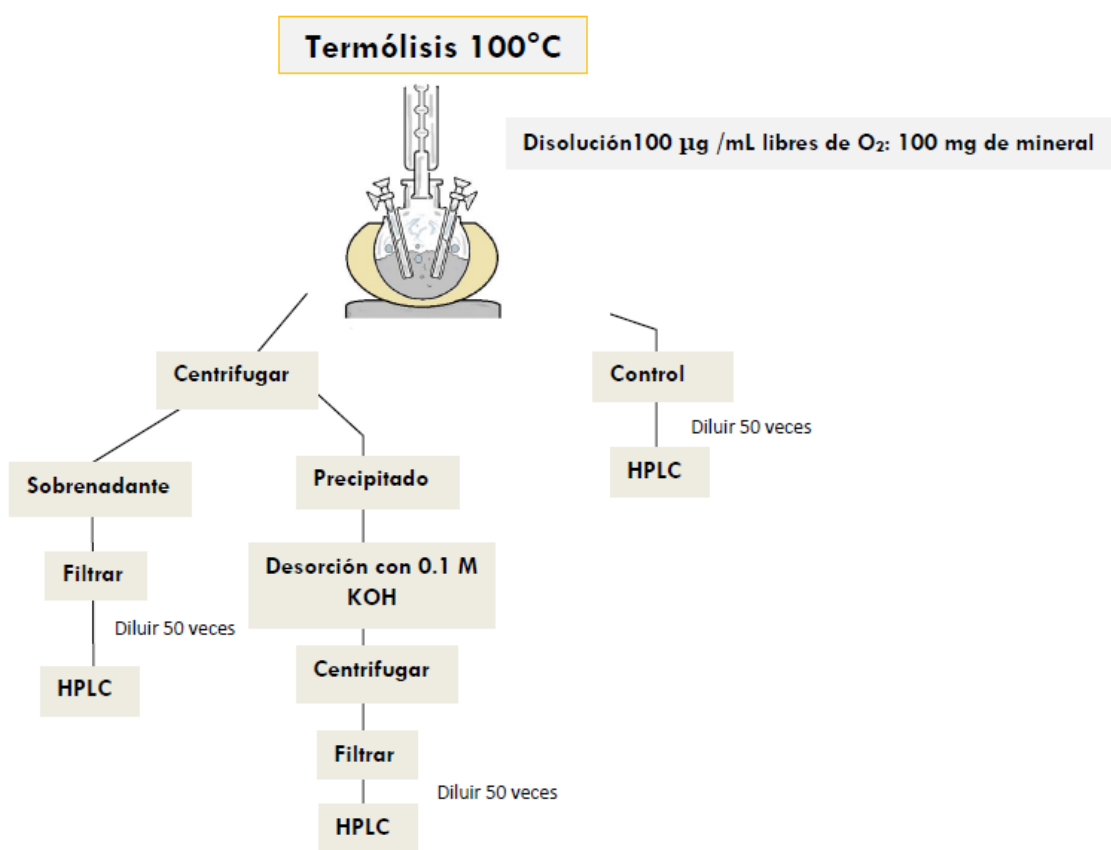 Termólisis 100°C
Disolución100 µg /mL libres de O₂: 100 mg de mineral
Centrifugar
Control
Diluir 50 veces
HPLC
Sobrenadante
Precipitado
Filtrar
Desorción con 0.1 M
KOH
Diluir 50 veces
HPLC
Centrifugar
Filtrar
Diluir 50 veces
HPLC